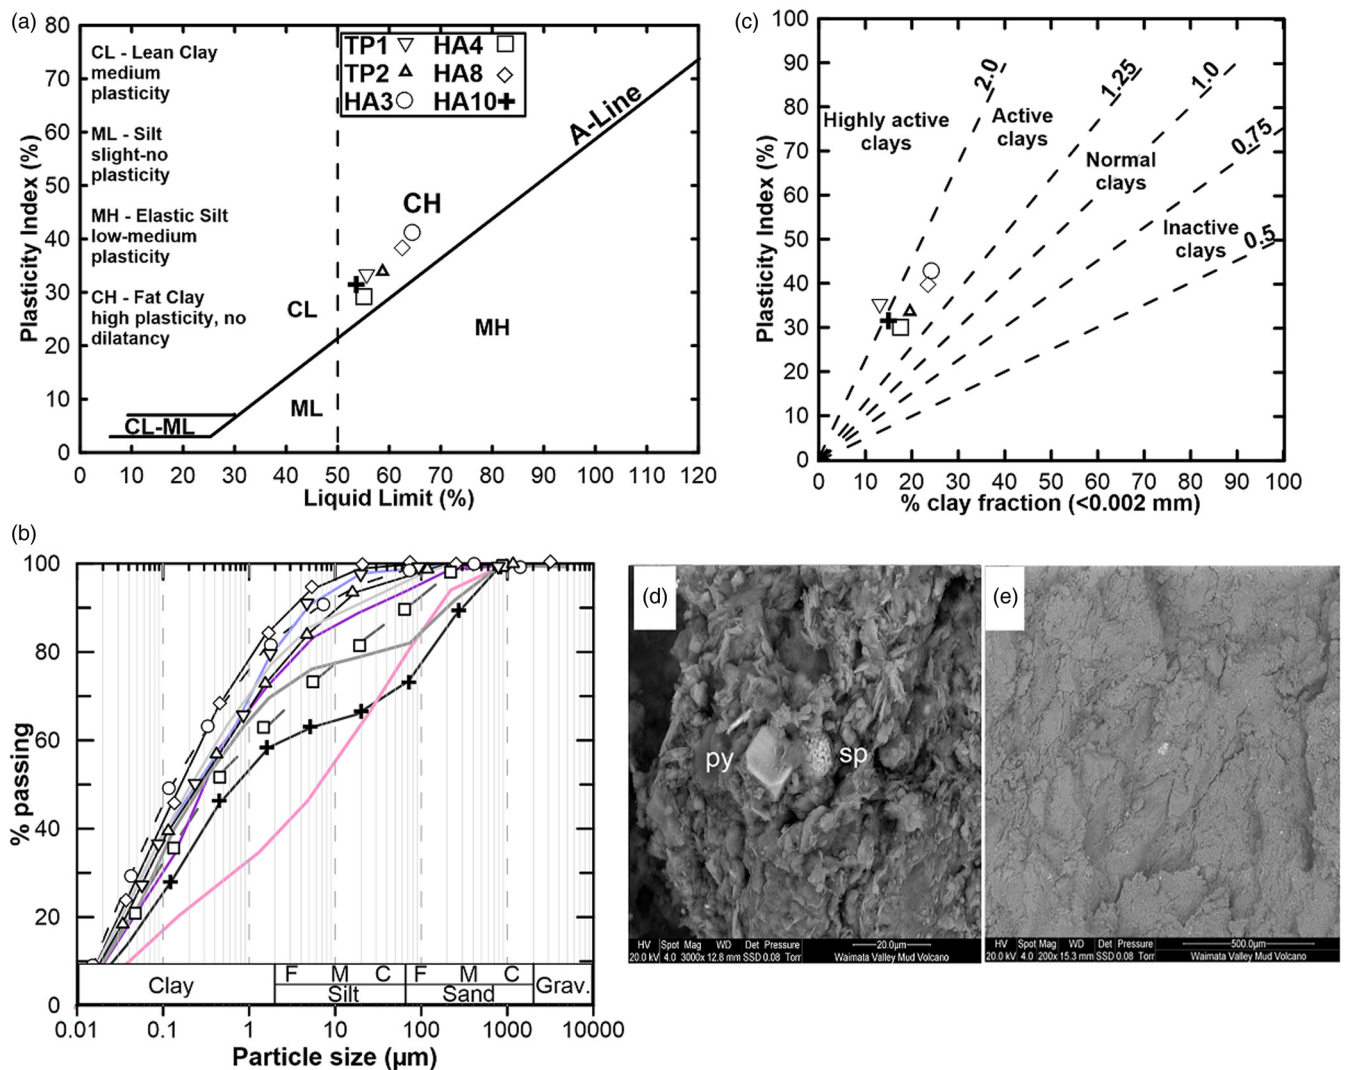 (a)
80
70
60
50
40
30
20
10
0
Plasticity Index (%)
CL - Lean Clay
medium
plasticity
ML - Silt
slight-no
plasticity
MH - Elastic Silt
low-medium
plasticity
CH - Fat Clay
high plasticity, no
dilatancy
TP1 HA4
TP2 HA8
HA3 HA10
A-Line
CH
CL
MH
ML
CL-ML
0 10 20 30 40 50 60 70 80 90 100 110 120
Liquid Limit (%)
(c)
100
90
80
70
60
50
40
30
20
10
0
Plasticity Index (%)
2.0
1.25
1.0
0.75
0.5
Highly active
clays
Active
clays
Normal
clays
Inactive
clays
0 10 20 30 40 50 60 70 80 90 100
% clay fraction (<0.002 mm)
(b)
100
80
60
40
20
0
% passing
F M C F M C
Clay Silt Sand Grav.
0.01 0.1 1 10 100 1000 10000
Particle size (µm)
(d)
py
sp
HV Spot Mag WD Det Pressure 20.0µm
20.0 kV 4.0 3000x 12.8 mm SSD 0.08 Torr Waimata Valley Mud Volcano
(e)
HV Spot Mag WD Det Pressure 500.0µm
20.0 kV 4.0 200x 15.3 mm SSD 0.08 Torr Waimata Valley Mud Volcano